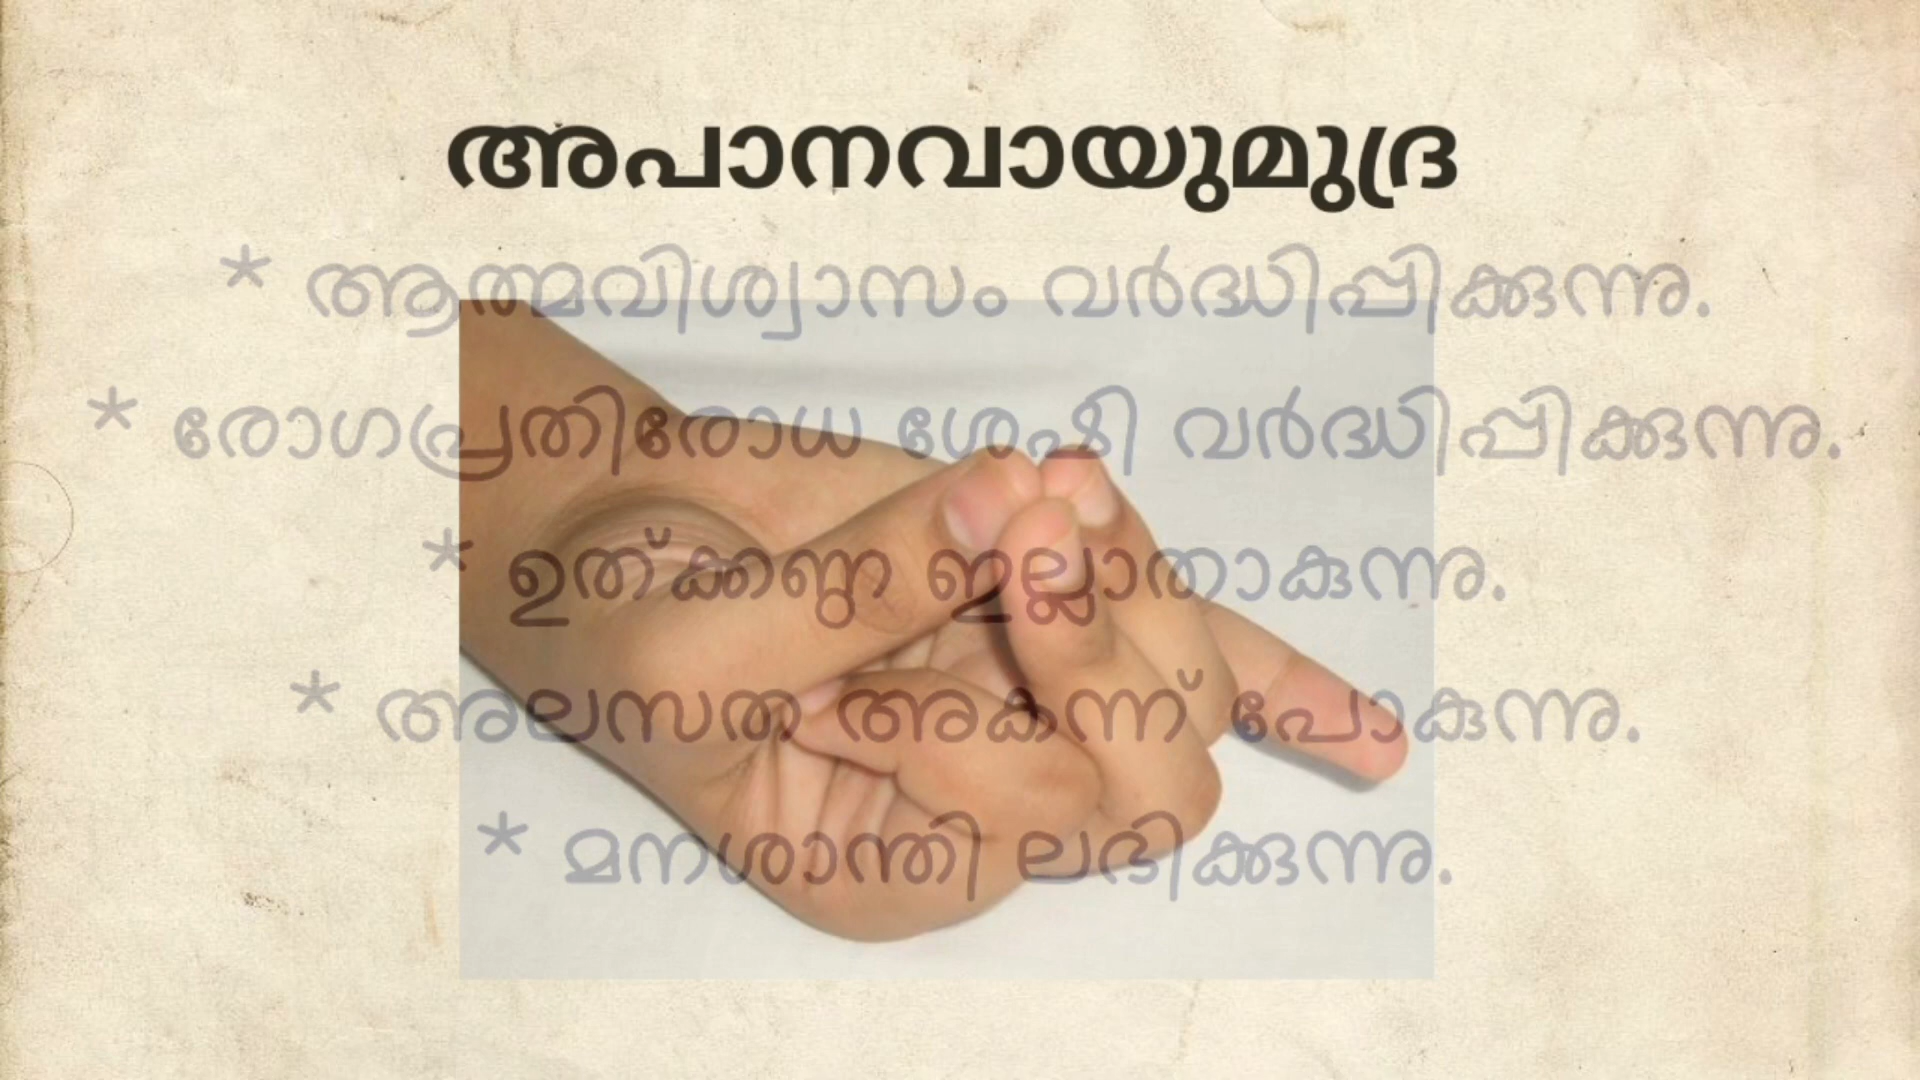 അപാനവായുമുദ്ര
* ആത്മവിശ്വാസം വർദ്ധിപ്പിക്കുന്നു.
* രോഗപ്രതിരോധ ശേഷി വർദ്ധിപ്പിക്കുന്നു.
* ഉത്ക്കണ്ഠ ഇല്ലാതാകുന്നു.
* അലസത അകന്ന് പോകുന്നു.
* മനശാന്തി ലഭിക്കുന്നു.